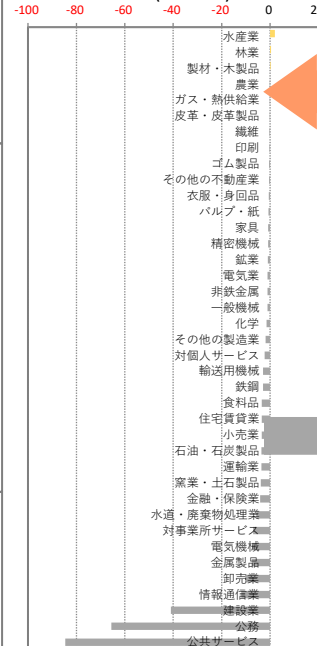 -100 -80 -60 -40 -20 0 2
水産業
林業
製材・木製品
農業
ガス・熱供給業
皮革・皮革製品
繊維
印刷
ゴム製品
その他の不動産業
衣服・身回品
パルプ・紙
家具
精密機械
鉱業
電気業
非鉄金属
一般機械
化学
その他の製造業
対個人サービス
輸送用機械
鉄鋼
食料品
住宅賃貸業
小売業
石油・石炭製品
運輸業
窯業・土石製品
金融・保険業
水道・廃棄物処理業
対事業所サービス
電気機械
金属製品
卸売業
情報通信業
建設業
公務
公共サービス